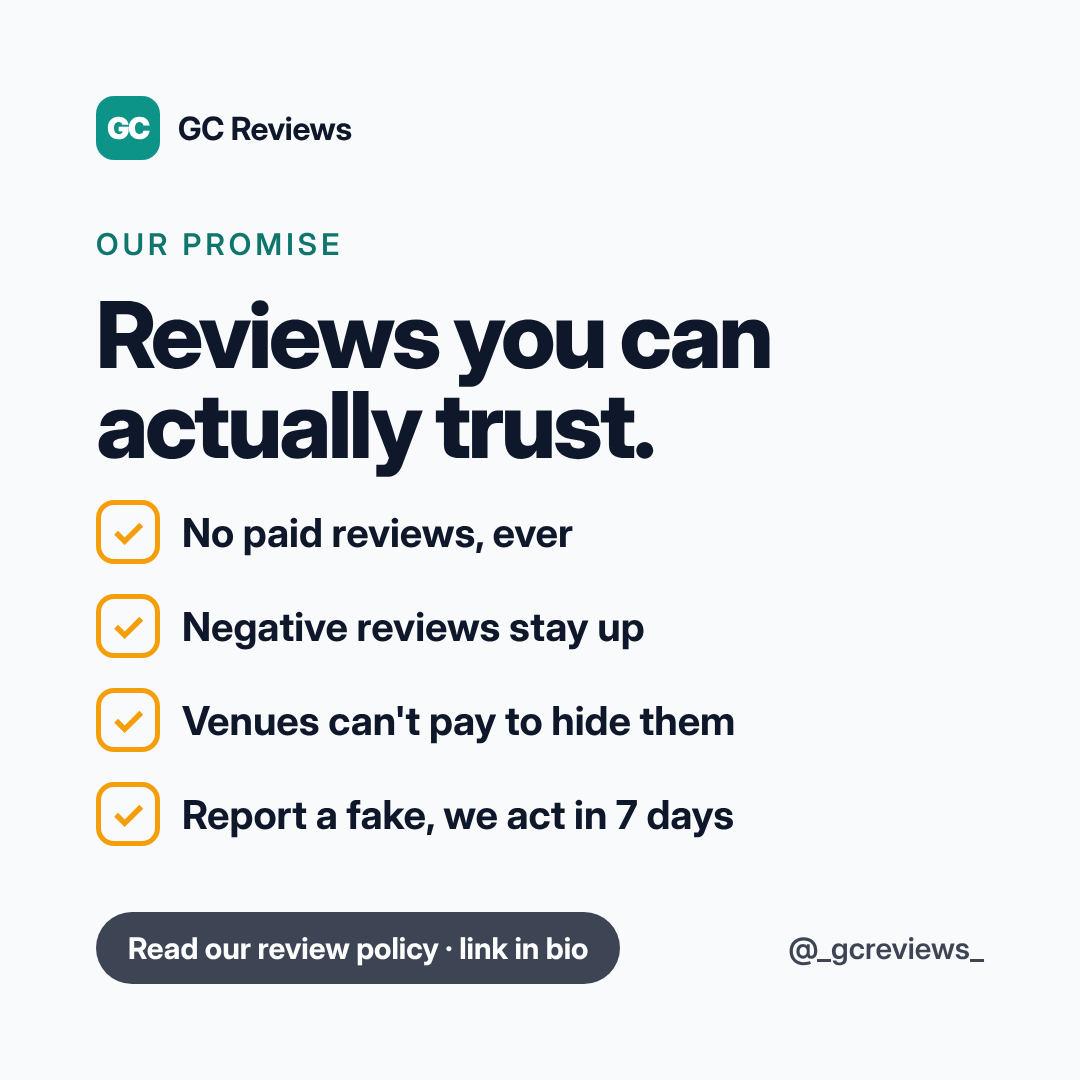 GC
GC Reviews
OUR PROMISE
Reviews you can
actually trust.
No paid reviews, ever
Negative reviews stay up
Venues can't pay to hide them
Report a fake, we act in 7 days
Read our review policy · link in bio
@_gcreviews_